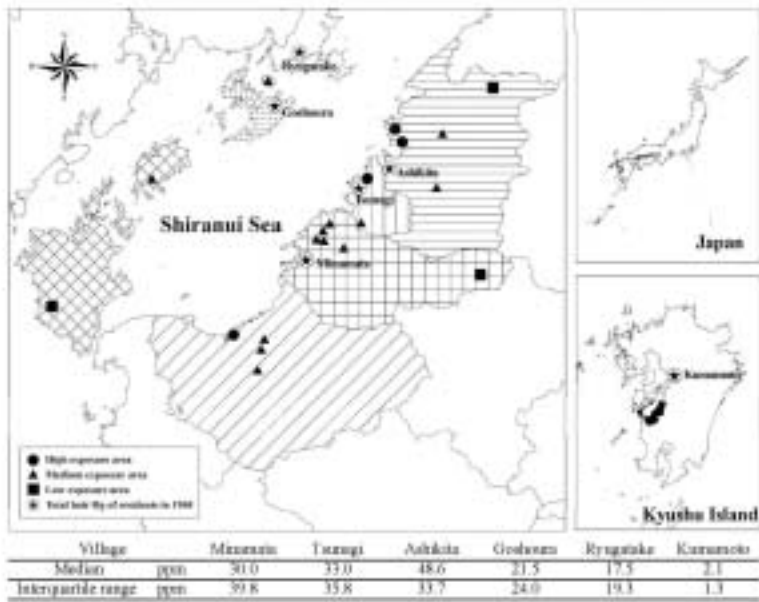 Ryugatake
Goshoura
Ashikita
Tsunagi
Shiranui Sea
Minamata
Japan
Kumamoto
Kyushu Island
High exposure area
Medium exposure area
Low exposure area
Total hair Hg of residents in 1960
Village Minamata Tsunagi Ashikita Goshoura Ryugatake Kumamoto
Median ppm 30.0 33.0 48.6 21.5 17.5 2.1
Interquartile range ppm 39.8 35.8 33.7 24.0 19.3 1.3